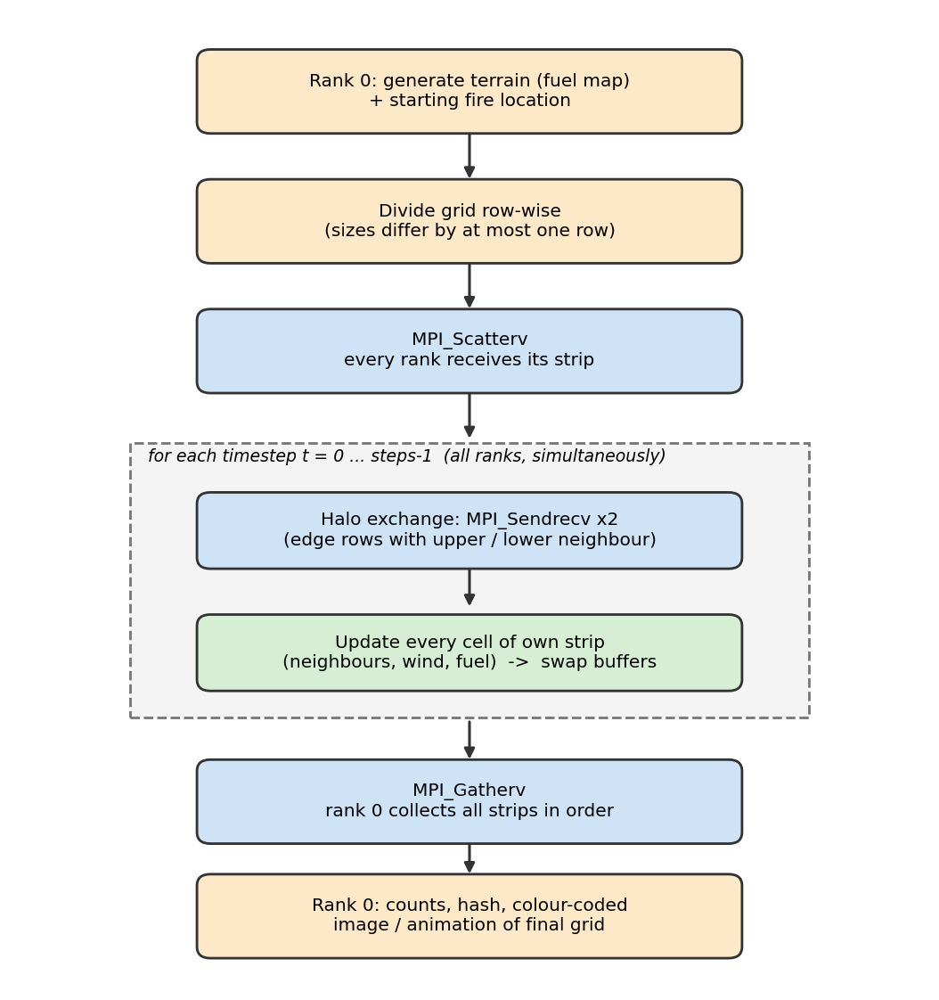 Rank 0: generate terrain (fuel map)
+ starting fire location
Divide grid row-wise
(sizes differ by at most one row)
MPI_Scatterv
every rank receives its strip
for each timestep t = 0 ... steps-1  (all ranks, simultaneously)
Halo exchange: MPI_Sendrecv x2
(edge rows with upper / lower neighbour)
Update every cell of own strip
(neighbours, wind, fuel)  ->  swap buffers
MPI_Gatherv
rank 0 collects all strips in order
Rank 0: counts, hash, colour-coded
image / animation of final grid